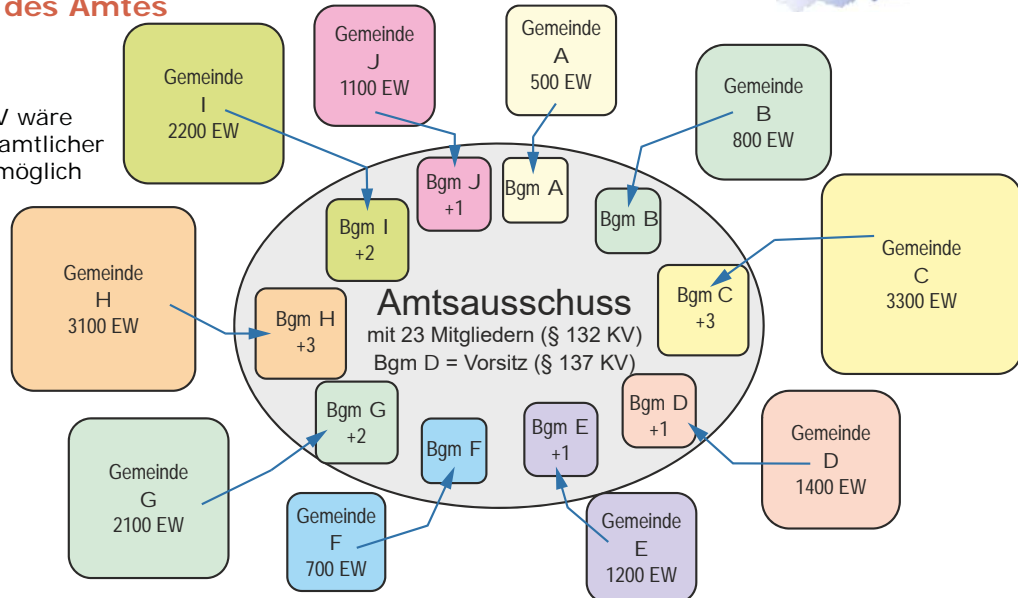 des Amtes
V wäre
amtlicher
möglich
Gemeinde
I
2200 EW
Gemeinde
J
1100 EW
Gemeinde
A
500 EW
Gemeinde
B
800 EW
Gemeinde
C
3300 EW
Gemeinde
H
3100 EW
Bgm I
+2
Bgm J
+1
Bgm A
Bgm B
Bgm C
+3
Bgm H
+3
Amtsausschuss
mit 23 Mitgliedern (§ 132 KV)
Bgm D = Vorsitz (§ 137 KV)
Bgm G
+2
Bgm F
Bgm E
+1
Bgm D
+1
Gemeinde
G
2100 EW
Gemeinde
F
700 EW
Gemeinde
E
1200 EW
Gemeinde
D
1400 EW